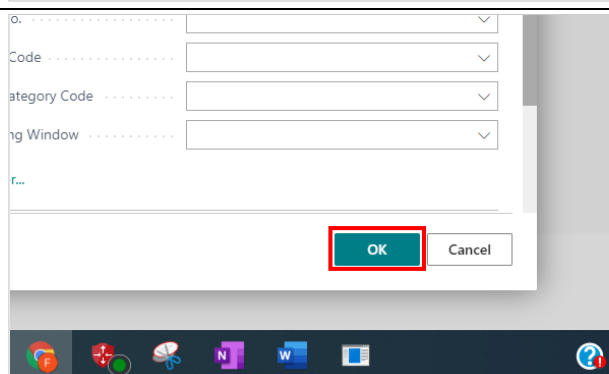 o.
Code
ategory Code
ng Window
r...
OK Cancel
F N W ?